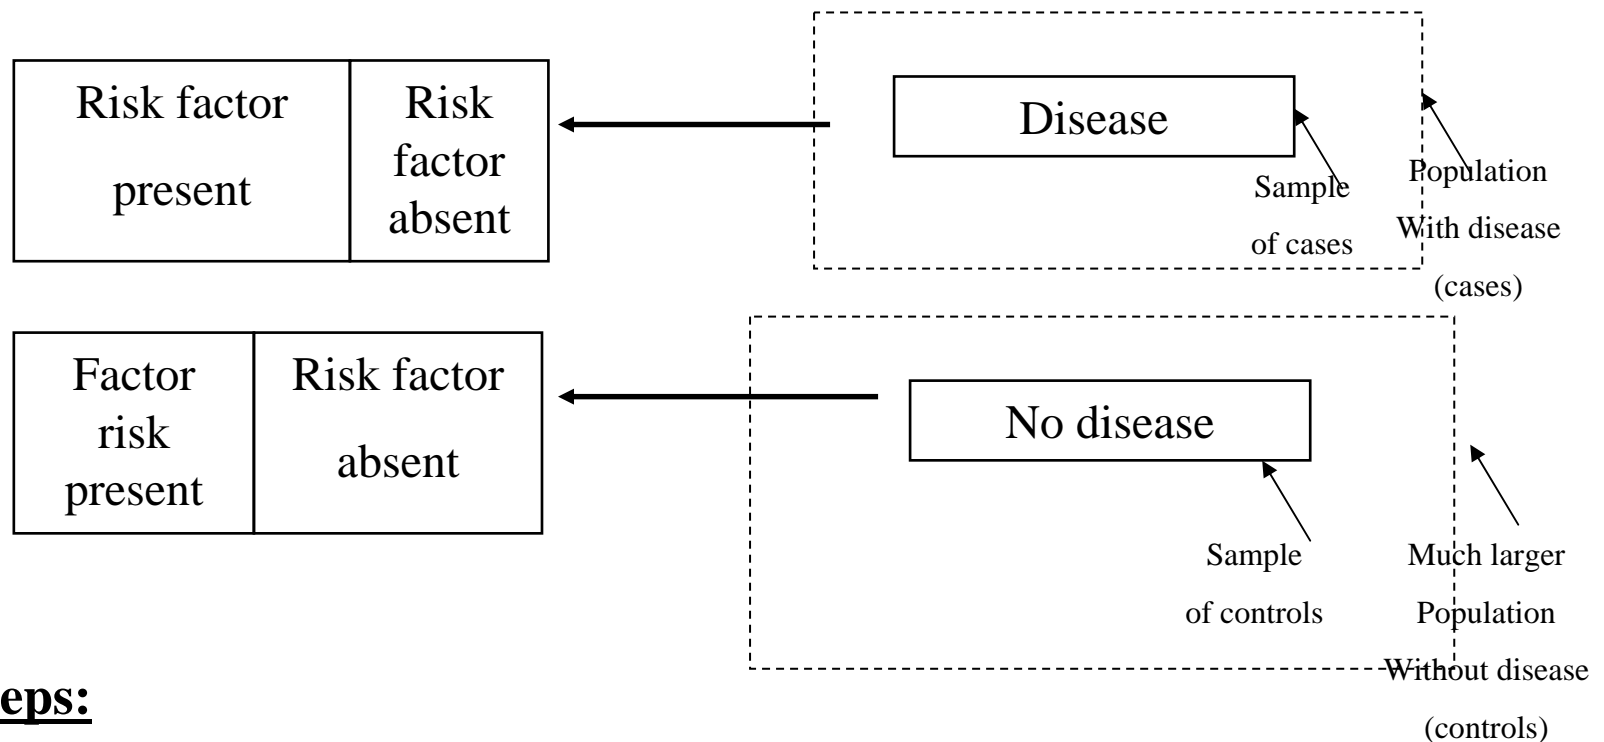 Risk factor
present
Risk
factor
absent
Disease
Sample
of cases
Population
With disease
(cases)
Factor
risk
present
Risk factor
absent
No disease
Sample
of controls
Much larger
Population
Without disease
(controls)
eps: